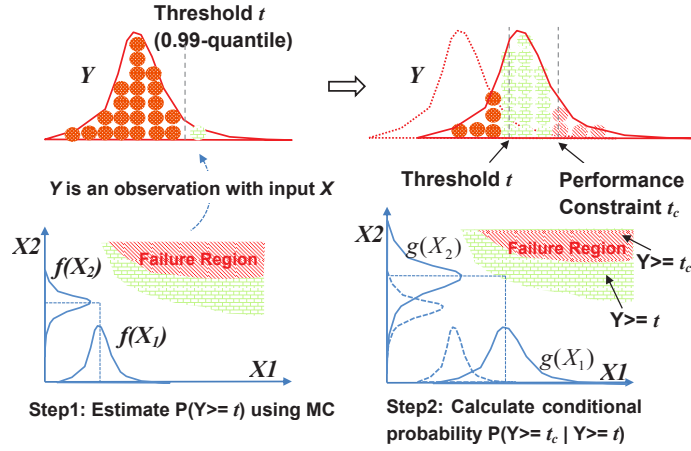 Threshold t
(0.99-quantile)
Y
Y
Threshold t
Performance
Constraint tc
Y is an observation with input X
X2
f(X2)
Failure Region
f(X1)
X1
Step1: Estimate P(Y>= t) using MC
X2
g(X2)
Failure Region
Y>= tc
Y>= t
g(X1)
X1
Step2: Calculate conditional
probability P(Y>= tc | Y>= t)